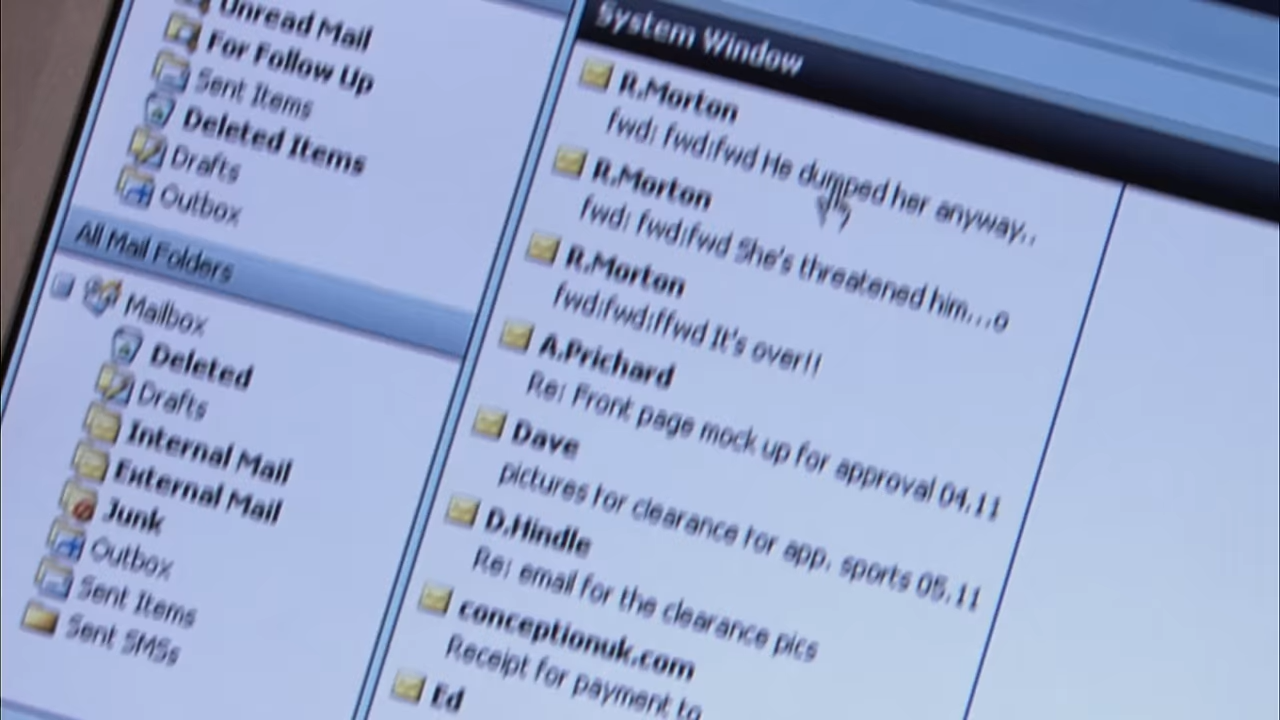 Unread Mail
For Follow Up
Sent Items
Deleted Items
Drafts
Outbox
All Mail Folders
Mailbox
Deleted
Drafts
Internal Mail
External Mail
Junk
Outbox
Sent Items
Sent SMSs
System Window
R.Morton
fwd: fwd:fwd He dumped her anyway..
R.Morton
fwd: fwd:fwd She's threatened him...o
R.Morton
fwd:fwd:ffwd It's over!!
A.Prichard
Re: Front page mock up for approval 04.11
Dave
pictures for clearance for app. sports 05.11
D.Hindle
Re: email for the clearance pics
conceptionuk.com
Receipt for payment to
Ed